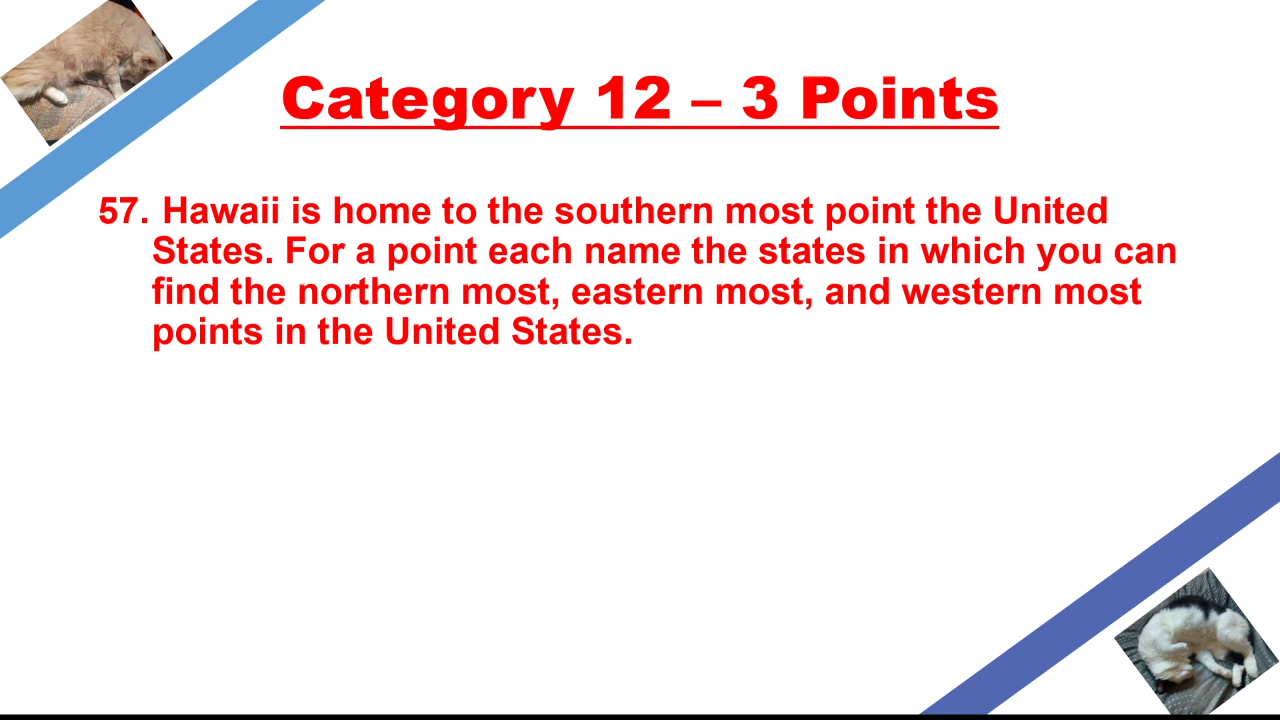 Category 12 – 3 Points
57. Hawaii is home to the southern most point the United
States. For a point each name the states in which you can
find the northern most, eastern most, and western most
points in the United States.